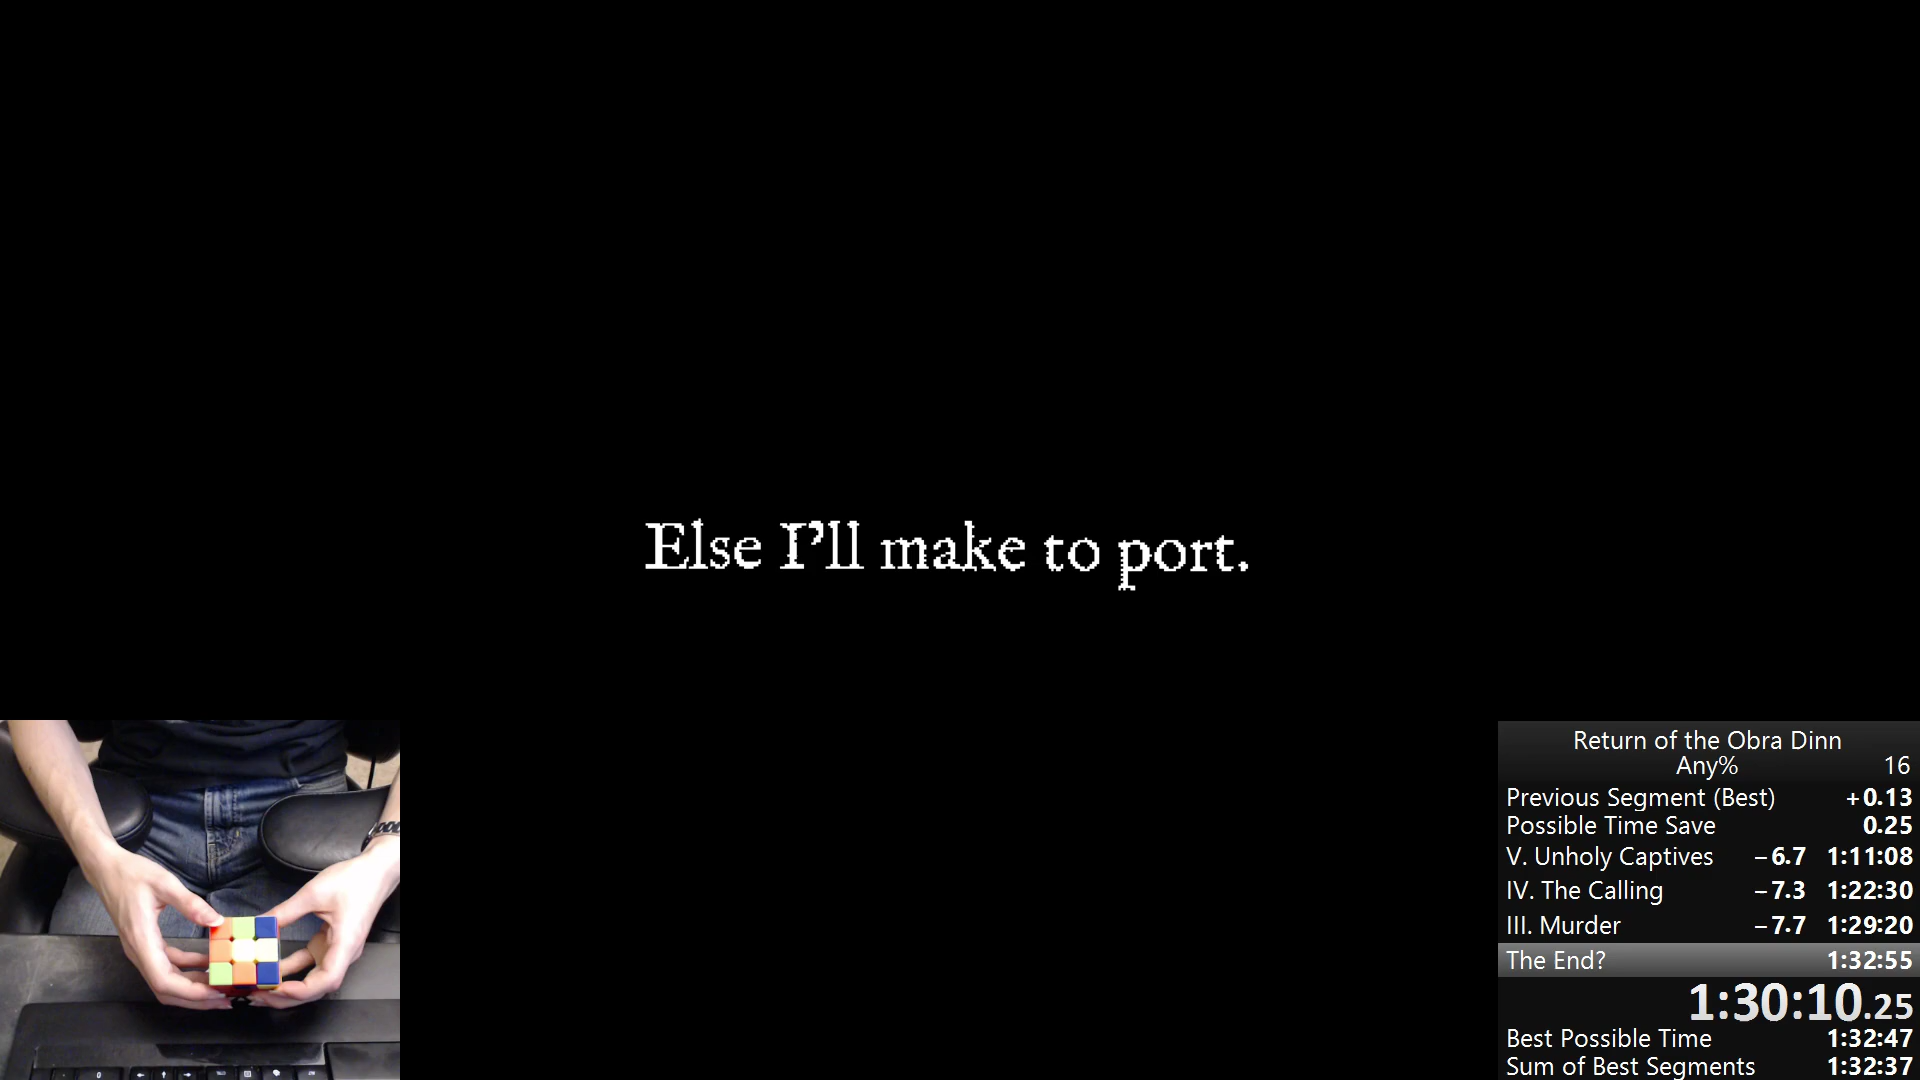 Else I’ll make to port.
Return of the Obra Dinn
Any% 16
Previous Segment (Best) +0.13
Possible Time Save 0.25
V. Unholy Captives −6.7 1:11:08
IV. The Calling −7.3 1:22:30
III. Murder −7.7 1:29:20
The End? 1:32:55
1:30:10.25
Best Possible Time 1:32:47
Sum of Best Segments 1:32:37